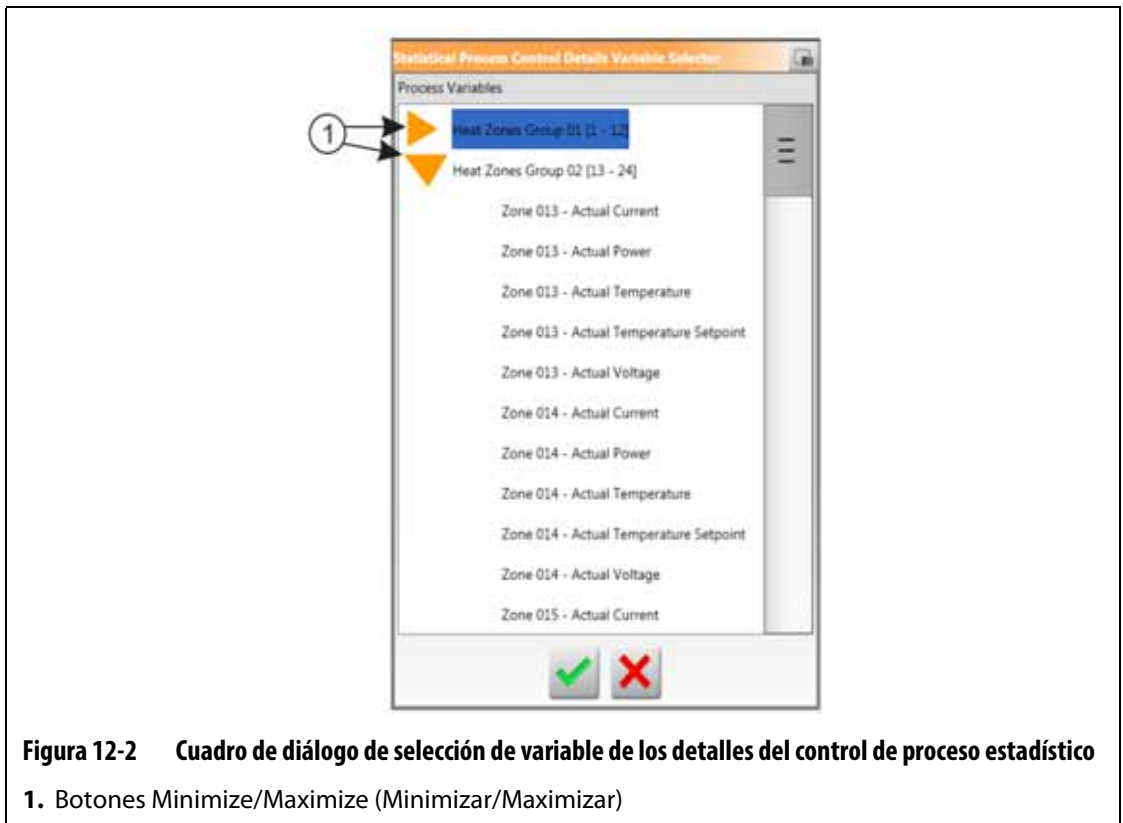 Statistical Process Control Details Variable Selector
Process Variables
1
Heat Zones Group 01 [1 - 12]
Heat Zones Group 02 [13 - 24]
Zone 013 - Actual Current
Zone 013 - Actual Power
Zone 013 - Actual Temperature
Zone 013 - Actual Temperature Setpoint
Zone 013 - Actual Voltage
Zone 014 - Actual Current
Zone 014 - Actual Power
Zone 014 - Actual Temperature
Zone 014 - Actual Temperature Setpoint
Zone 014 - Actual Voltage
Zone 015 - Actual Current
Figura 12-2 Cuadro de diálogo de selección de variable de los detalles del control de proceso estadístico
1. Botones Minimize/Maximize (Minimizar/Maximizar)